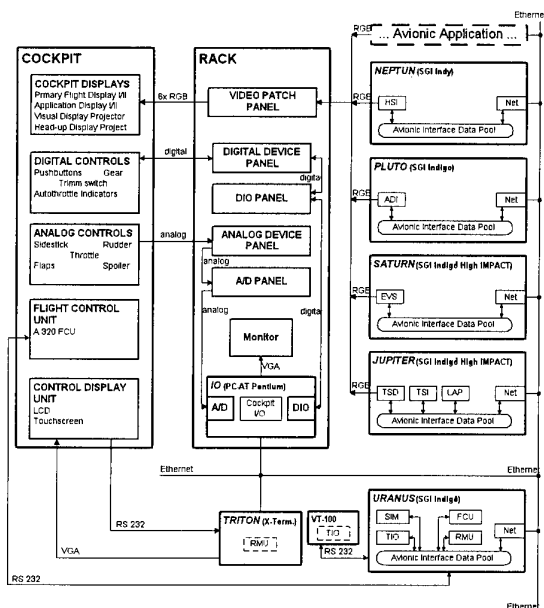 Ethernet
RGB
... Avionic Application ...
COCKPIT
COCKPIT DISPLAYS
Primary Flight Display I/II
Application Display I/II
Visual Display Projector
Head-up Display Project
6x RGB
DIGITAL CONTROLS
Pushbuttons Gear
Trimm switch
Autothrottle Indicators
digital
ANALOG CONTROLS
Sidestick Rudder
Throttle
Flaps Spoiler
analog
FLIGHT CONTROL
UNIT
A 320 FCU
CONTROL DISPLAY
UNIT
LCD
Touchscreen
RACK
VIDEO PATCH
PANEL
DIGITAL DEVICE
PANEL
digital
DIO PANEL
ANALOG DEVICE
PANEL
analog
A/D PANEL
analog
digital
Monitor
VGA
IO (PC-AT Pentium)
A/D
Cockpit
I/O
DIO
RGB
NEPTUN (SGI Indy)
HSI
Net
Avionic Interface Data Pool
RGB
PLUTO (SGI Indigo)
ADI
Net
Avionic Interface Data Pool
RGB
SATURN (SGI Indigo² High IMPACT)
EVS
Net
Avionic Interface Data Pool
RGB
JUPITER (SGI Indigo² High IMPACT)
TSD
TSI
LAP
Net
Avionic Interface Data Pool
Ethernet
Ethernet
RS 232
VGA
RS 232
TRITON (X-Term.)
RMU
VT-100
TIO
RS 232
URANUS (SGI Indigo²)
SIM
FCU
TIO
RMU
Net
Avionic Interface Data Pool
Ethernet